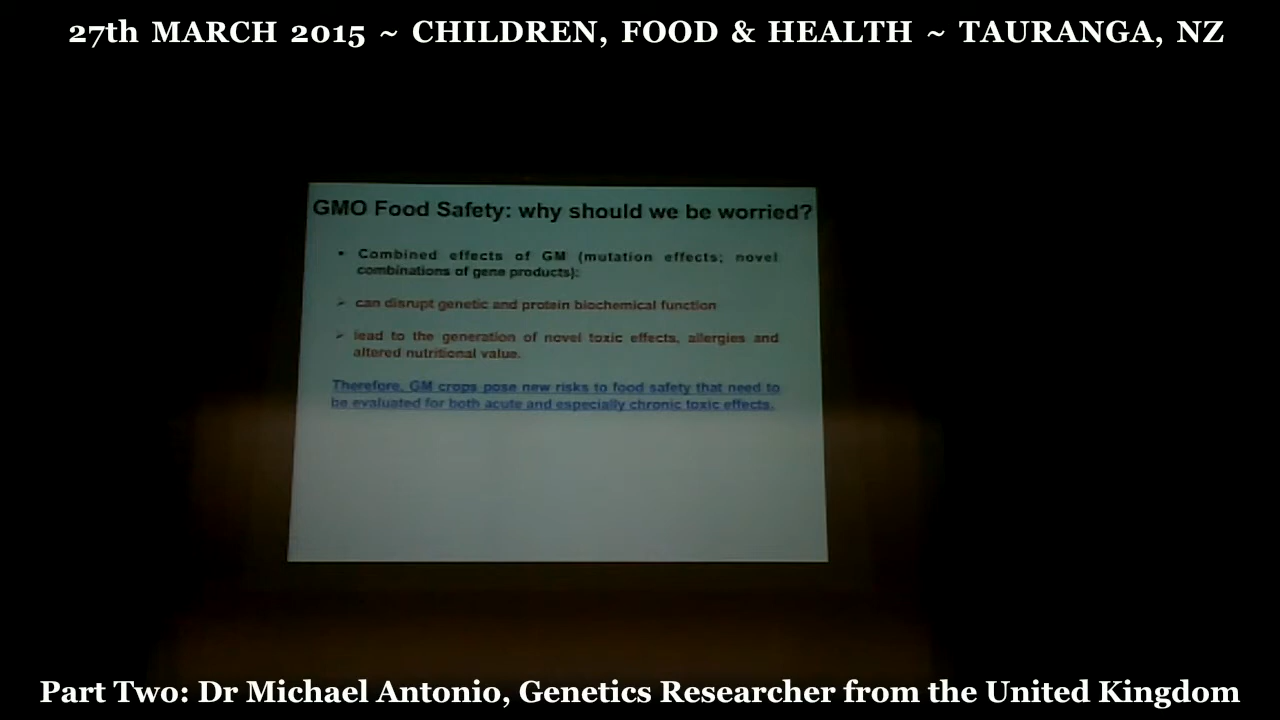 27th MARCH 2015 ~ CHILDREN, FOOD & HEALTH ~ TAURANGA, NZ
GMO Food Safety: why should we be worried?
• Combined effects of GM (mutation effects; novel
combinations of gene products):
➢ can disrupt genetic and protein biochemical function
➢ lead to the generation of novel toxic effects, allergies and
altered nutritional value.
Therefore, GM crops pose new risks to food safety that need to
be evaluated for both acute and especially chronic toxic effects.
Part Two: Dr Michael Antonio, Genetics Researcher from the United Kingdom